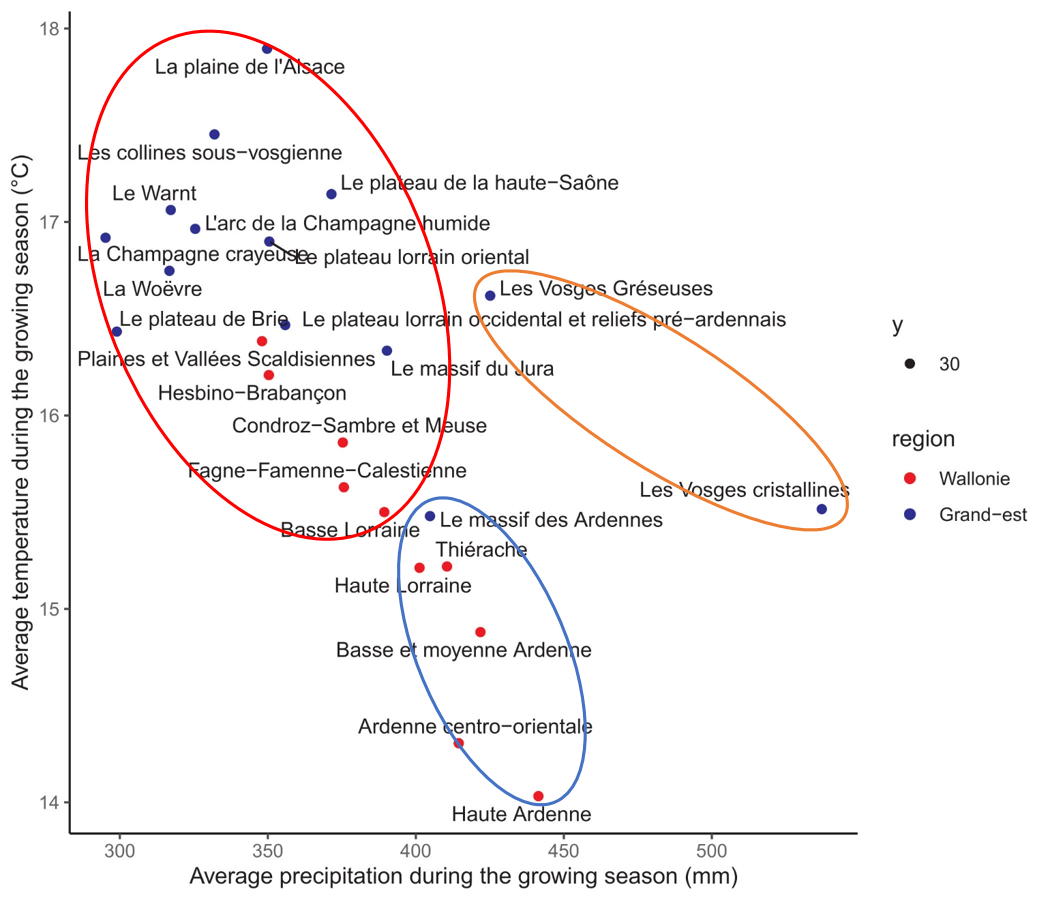 18
La plaine de l'Alsace
Les collines sous−vosgienne
Le plateau de la haute−Saône
Le Warnt
17
L'arc de la Champagne humide
La Champagne crayeuse
Le plateau lorrain oriental
La Woëvre
Les Vosges Gréseuses
Le plateau de Brie
Le plateau lorrain occidental et reliefs pré−ardennais
y
Plaines et Vallées Scaldisiennes
30
Le massif du Jura
Hesbino−Brabançon
16
Condroz−Sambre et Meuse
region
Fagne−Famenne−Calestienne
Wallonie
Les Vosges cristallines
Grand−est
Basse Lorraine
Le massif des Ardennes
Thiérache
Haute Lorraine
15
Basse et moyenne Ardenne
Ardenne centro−orientale
14
Haute Ardenne
300 350 400 450 500
Average precipitation during the growing season (mm)
Average temperature during the growing season (°C)